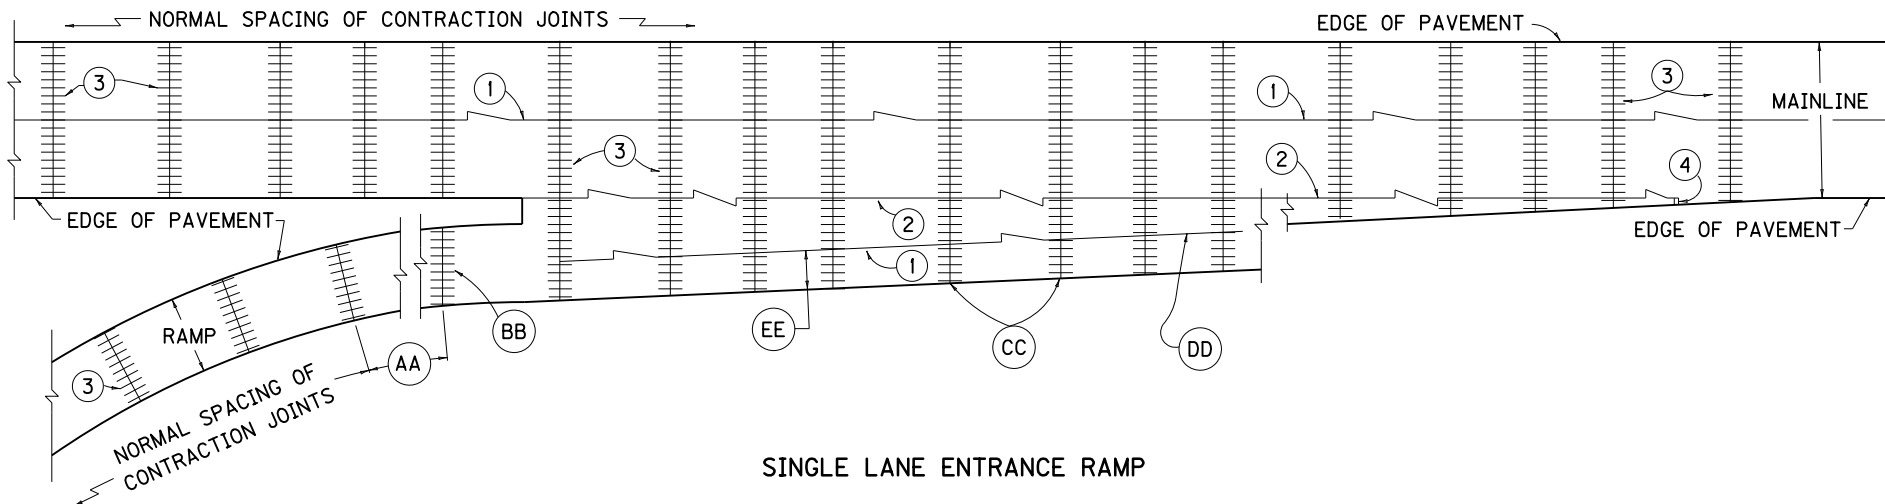 NORMAL SPACING OF CONTRACTION JOINTS
EDGE OF PAVEMENT
3
1
1
3
MAINLINE
3
2
4
EDGE OF PAVEMENT
2
EDGE OF PAVEMENT
1
RAMP
BB
EE
CC
DD
AA
3
NORMAL SPACING OF
CONTRACTION JOINTS
SINGLE LANE ENTRANCE RAMP